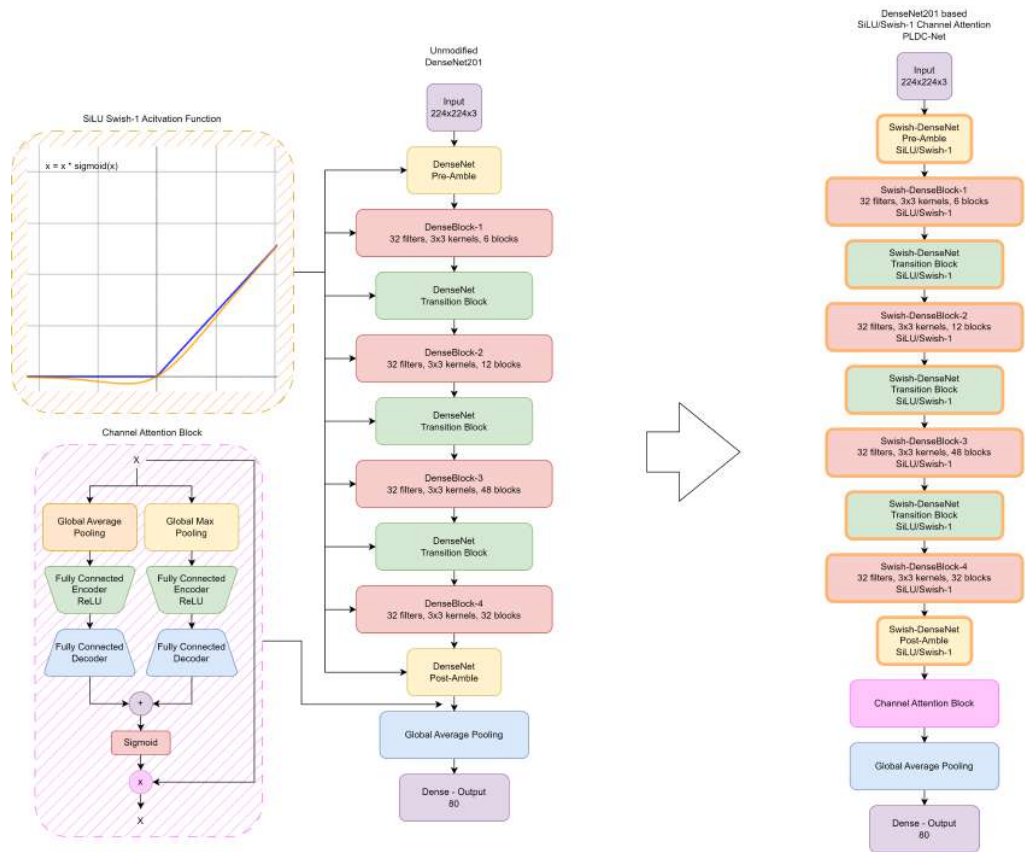 Unmodified
DenseNet201
Input
224x224x3
DenseNet
Pre-Amble
DenseBlock-1
32 filters, 3x3 kernels, 6 blocks
DenseNet
Transition Block
DenseBlock-2
32 filters, 3x3 kernels, 12 blocks
DenseNet
Transition Block
DenseBlock-3
32 filters, 3x3 kernels, 48 blocks
DenseNet
Transition Block
DenseBlock-4
32 filters, 3x3 kernels, 32 blocks
DenseNet
Post-Amble
Global Average Pooling
Dense - Output
80
SiLU Swish-1 Acitvation Function
x = x * sigmoid(x)
Channel Attention Block
X
Global Average
Pooling
Global Max
Pooling
Fully Connected
Encoder
ReLU
Fully Connected
Encoder
ReLU
Fully Connected
Decoder
Fully Connected
Decoder
+
Sigmoid
x
X
DenseNet201 based
SiLU/Swish-1 Channel Attention
PLDC-Net
Input
224x224x3
Swish-DenseNet
Pre-Amble
SiLU/Swish-1
Swish-DenseBlock-1
32 filters, 3x3 kernels, 6 blocks
SiLU/Swish-1
Swish-DenseNet
Transition Block
SiLU/Swish-1
Swish-DenseBlock-2
32 filters, 3x3 kernels, 12 blocks
SiLU/Swish-1
Swish-DenseNet
Transition Block
SiLU/Swish-1
Swish-DenseBlock-3
32 filters, 3x3 kernels, 48 blocks
SiLU/Swish-1
Swish-DenseNet
Transition Block
SiLU/Swish-1
Swish-DenseBlock-4
32 filters, 3x3 kernels, 32 blocks
SiLU/Swish-1
Swish-DenseNet
Post-Amble
SiLU/Swish-1
Channel Attention Block
Global Average Pooling
Dense - Output
80